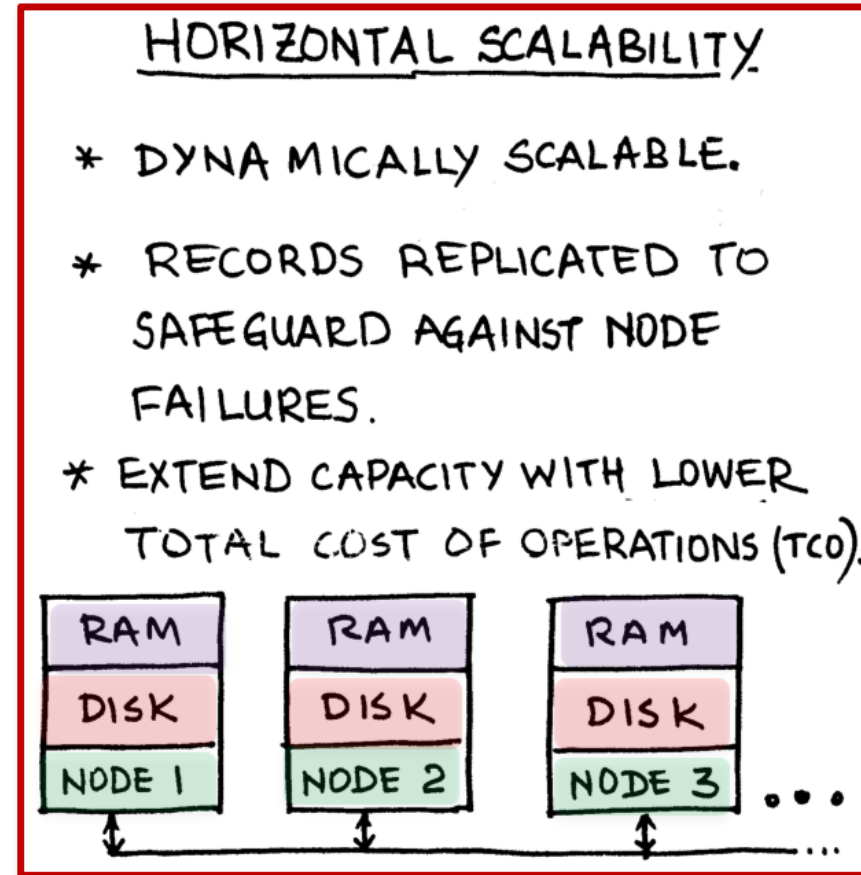 HORIZONTAL SCALABILITY
* DYNAMICALLY SCALABLE.
* RECORDS REPLICATED TO
SAFEGUARD AGAINST NODE
FAILURES.
* EXTEND CAPACITY WITH LOWER
TOTAL COST OF OPERATIONS (TCO).
RAM RAM RAM
DISK DISK DISK
NODE 1 NODE 2 NODE 3 ...
...